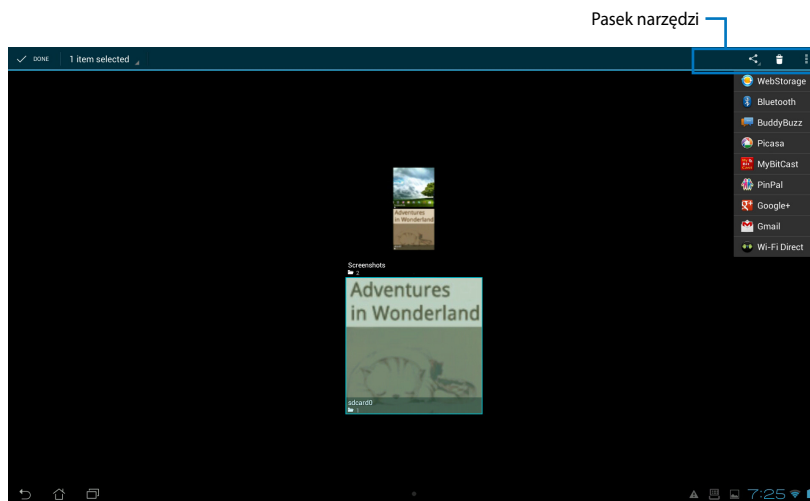 Pasek narzędzi
DONE
1 item selected
WebStorage
Bluetooth
BuddyBuzz
Picasa
MyBitCast
PinPal
Google+
Gmail
Wi-Fi Direct
Adventures
in Wonderland
Screenshots
2
Adventures
in Wonderland
sdcard0
1
7:25